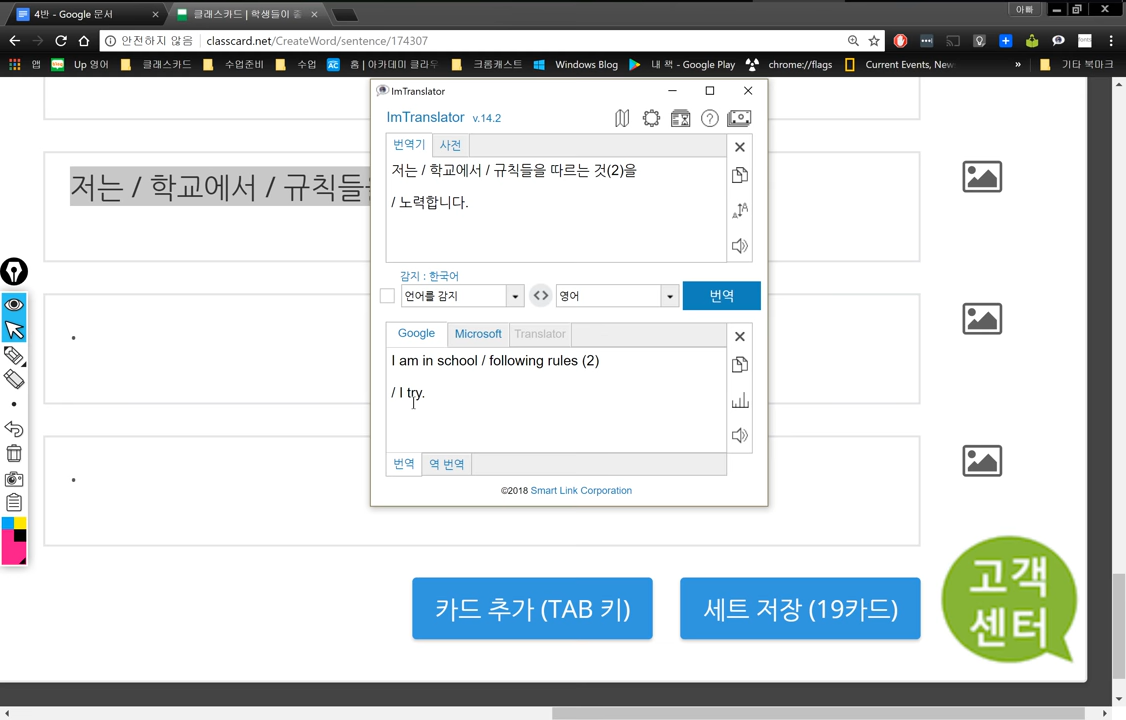 4반 - Google 문서
클래스카드 | 학생들이 좋
아빠
안전하지 않음 classcard.net/CreateWord/sentence/174307
앱
Up 영어
클래스카드
수업준비
수업
홈 | 아카데미 클라우
크롬캐스트
Windows Blog
내 책 - Google Play
chrome://flags
Current Events, New
»
기타 북마크
ImTranslator
ImTranslator v.14.2
번역기 사전
저는 / 학교에서 / 규칙들을 따르는 것(2)을
/ 노력합니다.
저는 / 학교에서 / 규칙들
감지 : 한국어
언어를 감지
영어
번역
Google Microsoft Translator
I am in school / following rules (2)
/ I try.
번역 역 번역
©2018 Smart Link Corporation
카드 추가 (TAB 키)
세트 저장 (19카드)
고객
센터